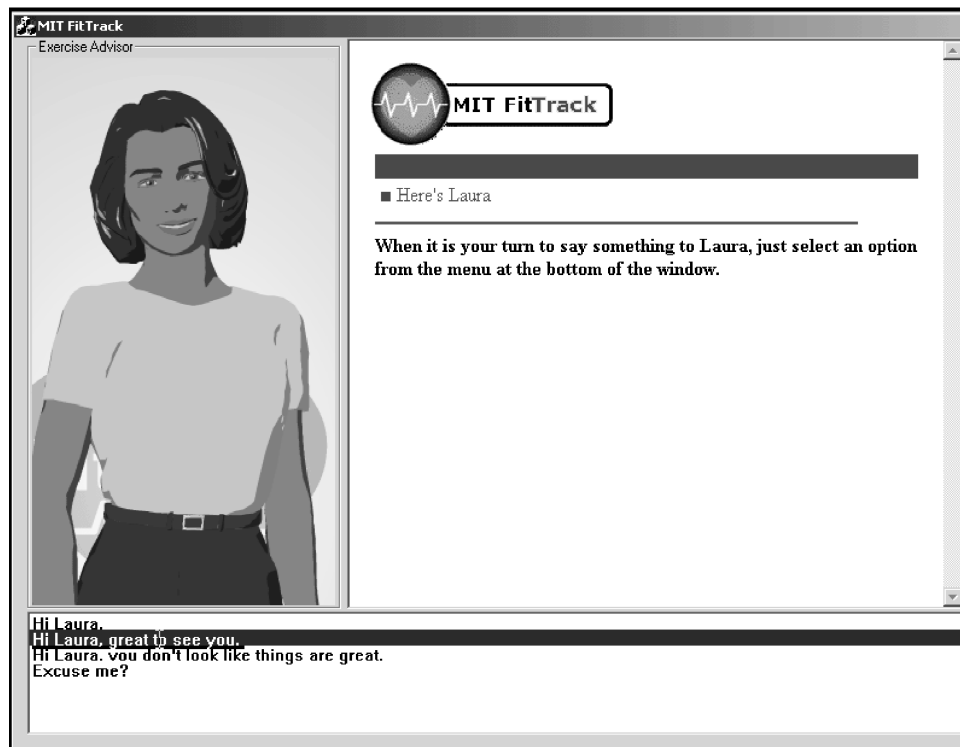 MIT FitTrack
Exercise Advisor
MIT FitTrack
Here's Laura
When it is your turn to say something to Laura, just select an option
from the menu at the bottom of the window.
Hi Laura.
Hi Laura, great to see you.
Hi Laura. you don't look like things are great.
Excuse me?